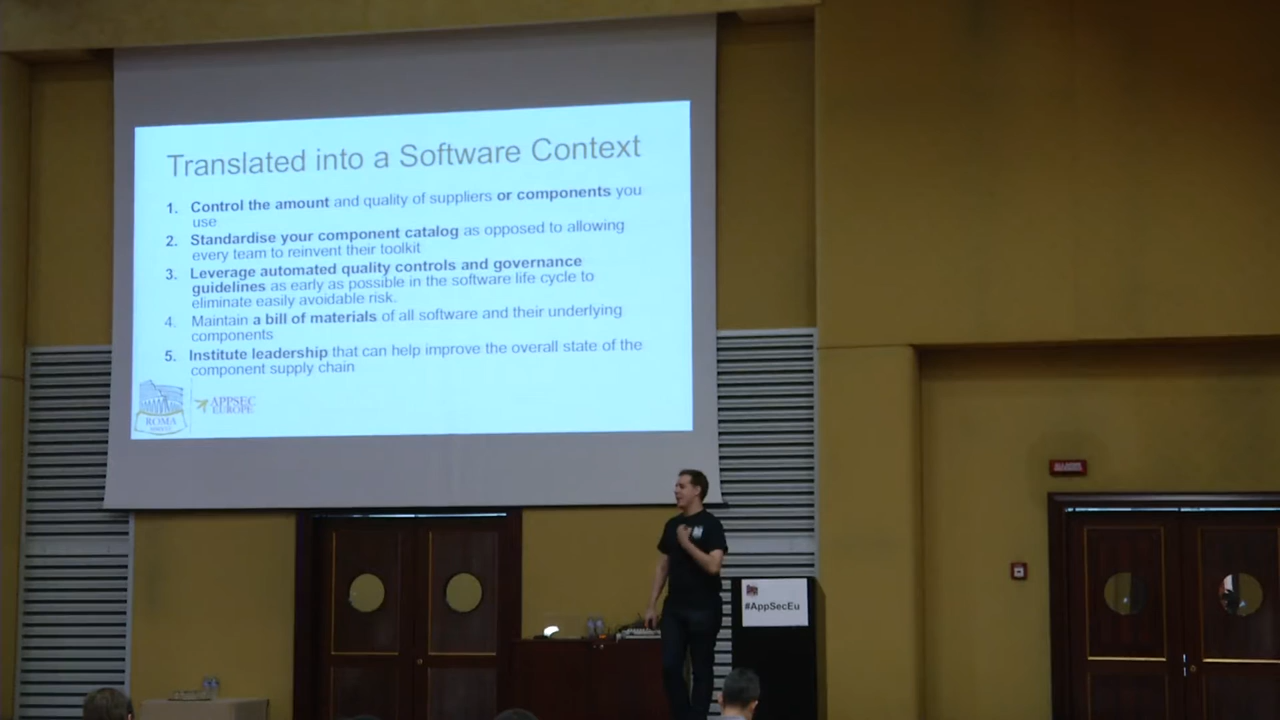 Translated into a Software Context
1. Control the amount and quality of suppliers or components you
use
2. Standardise your component catalog as opposed to allowing
every team to reinvent their toolkit
3. Leverage automated quality controls and governance
guidelines as early as possible in the software life cycle to
eliminate easily avoidable risk.
4. Maintain a bill of materials of all software and their underlying
components
5. Institute leadership that can help improve the overall state of the
component supply chain
ROMA
APPSEC
EUROPE
#AppSecEu